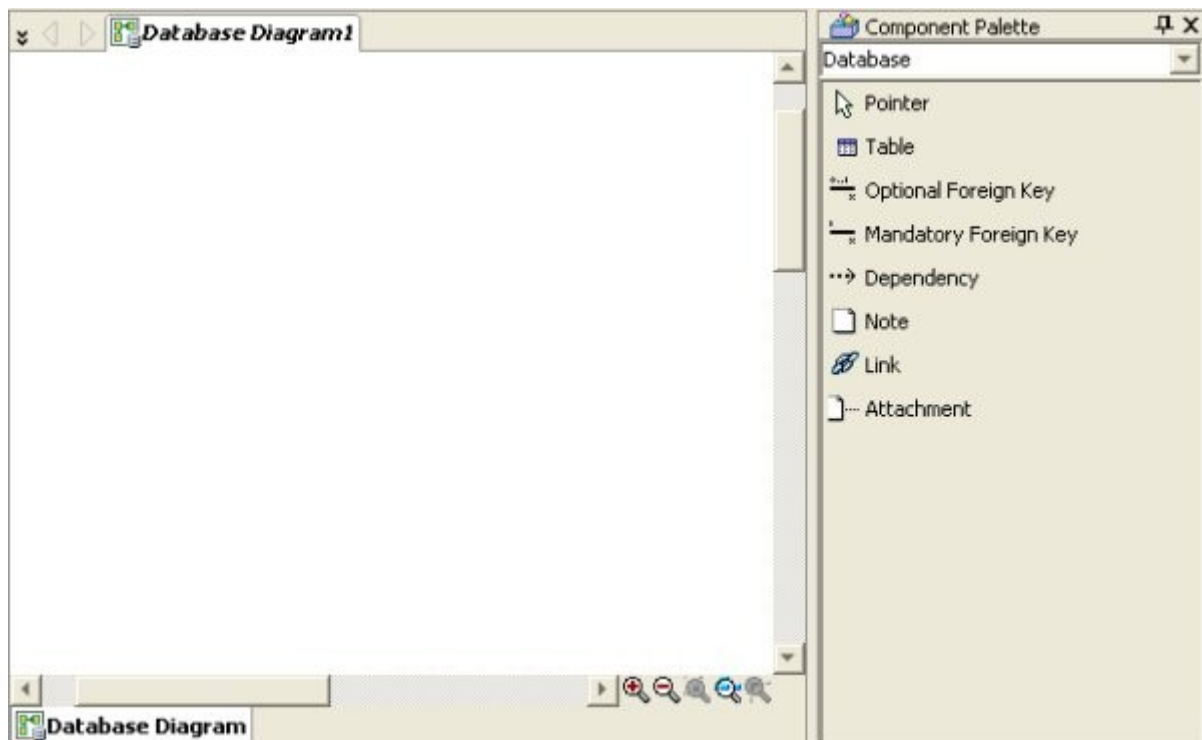 Database Diagram1
Component Palette
Database
Pointer
Table
Optional Foreign Key
Mandatory Foreign Key
Dependency
Note
Link
Attachment
Database Diagram